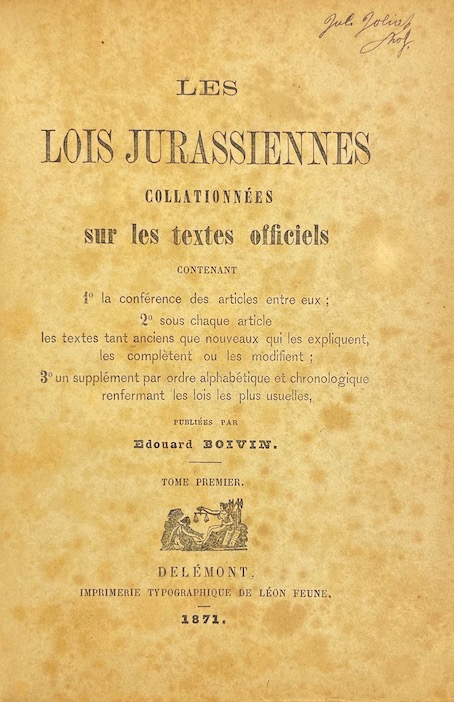 LES
LOIS JURASSIENNES
COLLATIONNÉES
sur les textes officiels
CONTENANT
1º la conférence des articles entre eux ;
2º sous chaque article
les textes tant anciens que nouveaux qui les expliquent,
les complètent ou les modifient ;
3º un supplément par ordre alphabétique et chronologique
renfermant les lois les plus usuelles,
PUBLIÉES PAR
Edouard BOIVIN.
TOME PREMIER.
DELÉMONT,
IMPRIMERIE TYPOGRAPHIQUE DE LÉON FEUNE.
1871.